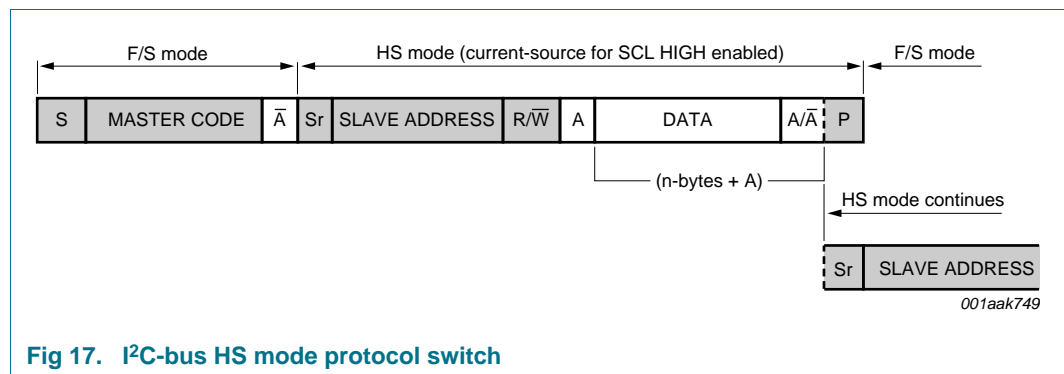 F/S mode HS mode (current-source for SCL HIGH enabled) F/S mode
S MASTER CODE A̅ Sr SLAVE ADDRESS R/W̅ A DATA A/A̅ P
(n-bytes + A)
HS mode continues
Sr SLAVE ADDRESS
001aak749
Fig 17. I²C-bus HS mode protocol switch